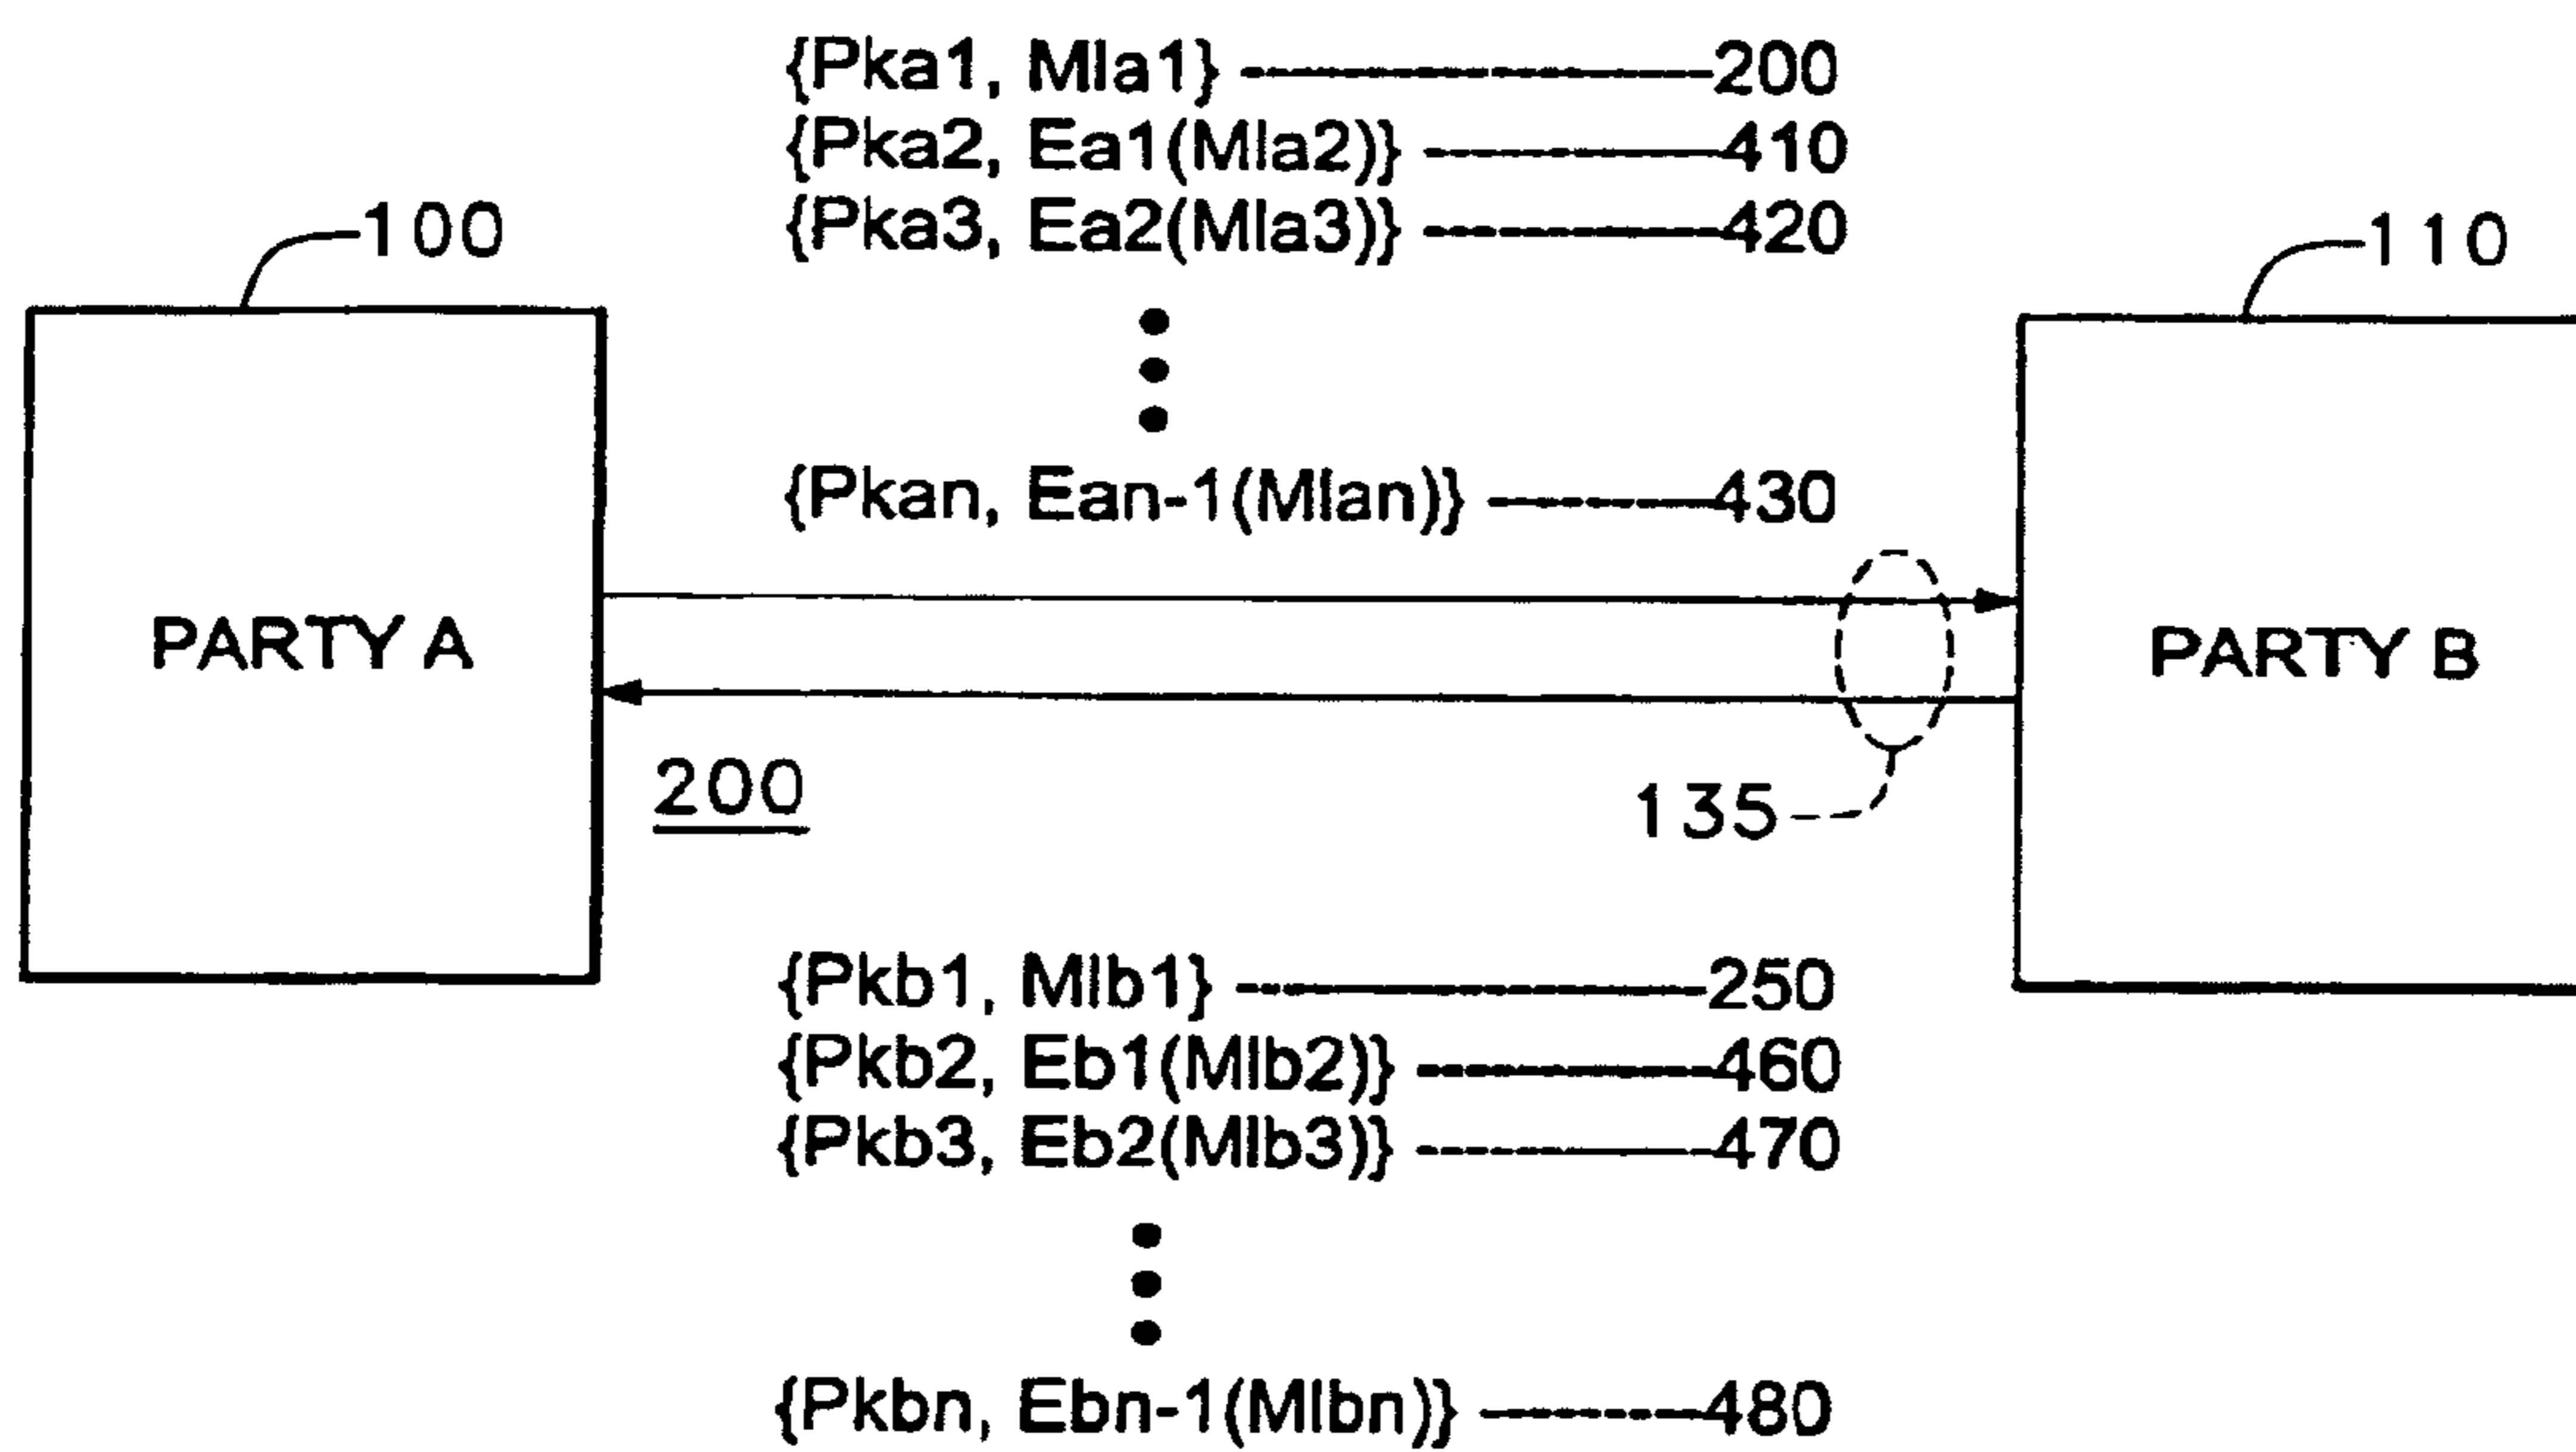 {Pka1, Mla1} 200
{Pka2, Ea1(Mla2)} 410
{Pka3, Ea2(Mla3)} 420
100
110
{Pkan, Ean-1(Mlan)} 430
PARTY A
PARTY B
200
135
{Pkb1, Mlb1} 250
{Pkb2, Eb1(Mlb2)} 460
{Pkb3, Eb2(Mlb3)} 470
{Pkbn, Ebn-1(Mlbn)} 480